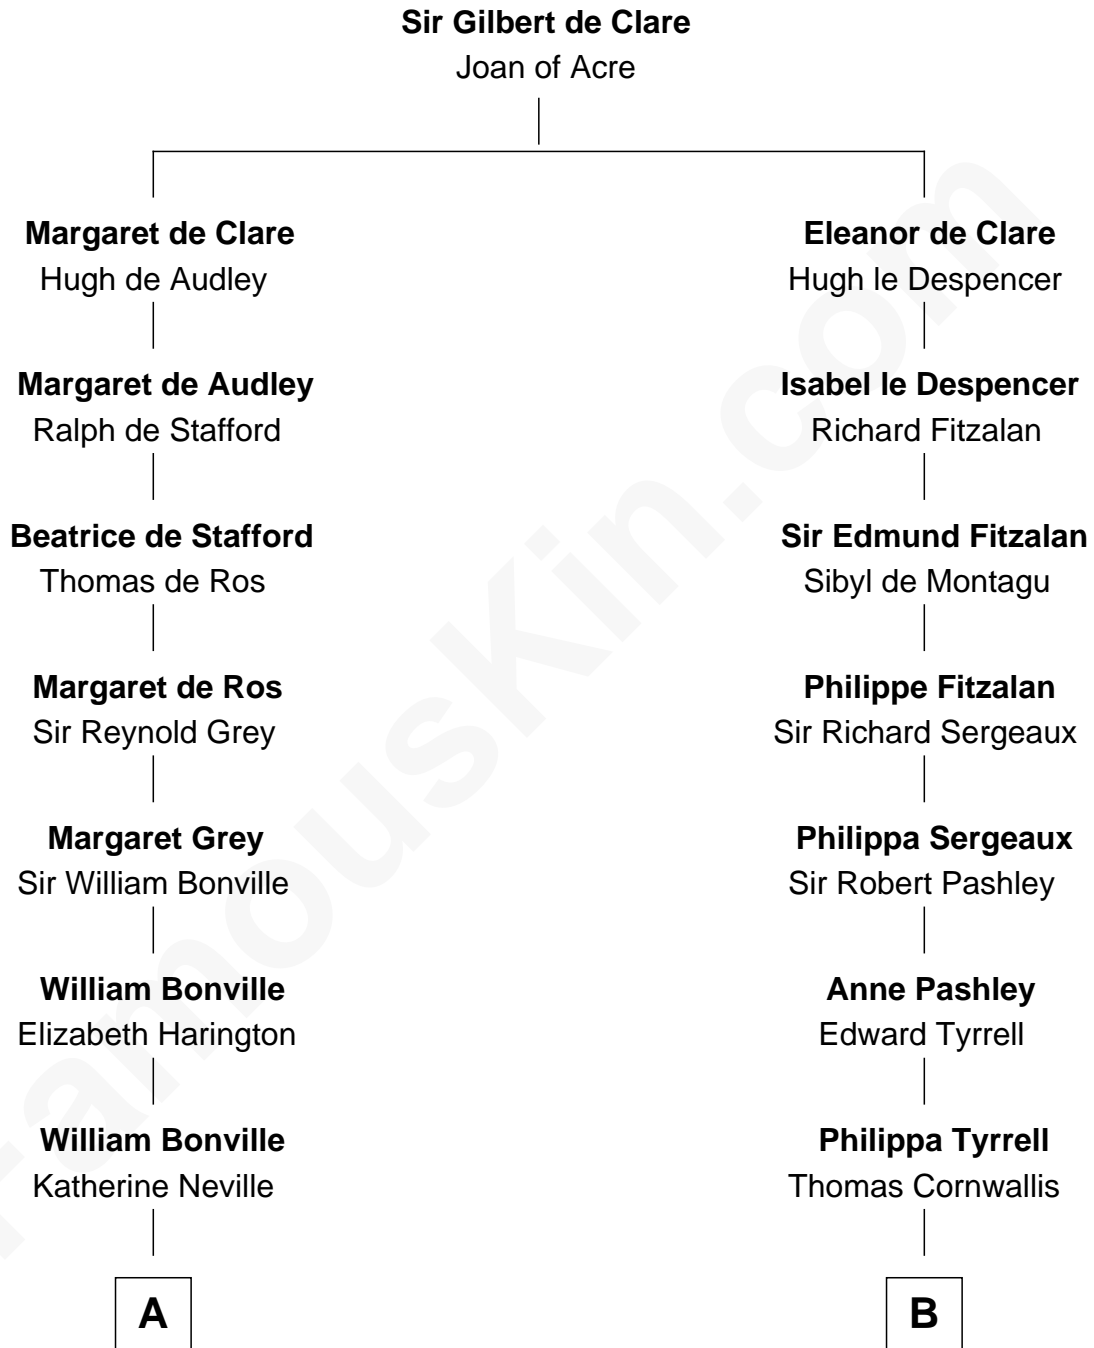 Sir Gilbert de Clare
Joan of Acre
Margaret de Clare
Hugh de Audley
Eleanor de Clare
Hugh le Despencer
Margaret de Audley
Ralph de Stafford
Isabel le Despencer
Richard Fitzalan
Beatrice de Stafford
Thomas de Ros
Sir Edmund Fitzalan
Sibyl de Montagu
Margaret de Ros
Sir Reynold Grey
Philippe Fitzalan
Sir Richard Sergeaux
Margaret Grey
Sir William Bonville
Philippa Sergeaux
Sir Robert Pashley
William Bonville
Elizabeth Harington
Anne Pashley
Edward Tyrrell
William Bonville
Katherine Neville
Philippa Tyrrell
Thomas Cornwallis
A
B
FamousKin.com